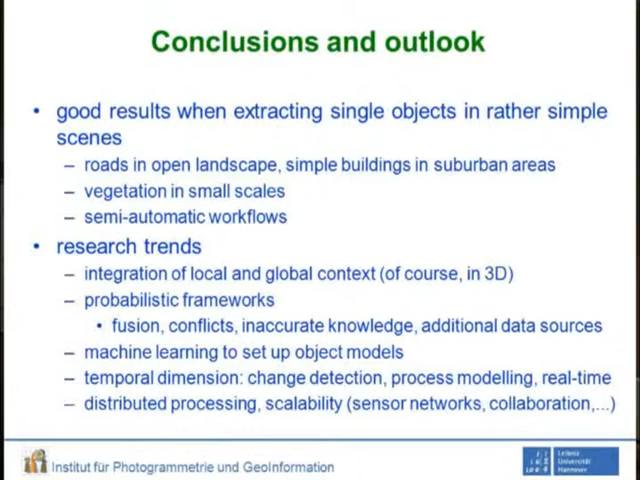 Conclusions and outlook
• good results when extracting single objects in rather simple
scenes
– roads in open landscape, simple buildings in suburban areas
– vegetation in small scales
– semi-automatic workflows
• research trends
– integration of local and global context (of course, in 3D)
– probabilistic frameworks
• fusion, conflicts, inaccurate knowledge, additional data sources
– machine learning to set up object models
– temporal dimension: change detection, process modelling, real-time
– distributed processing, scalability (sensor networks, collaboration,...)
Institut für Photogrammetrie und GeoInformation
Leibniz
Universität
Hannover